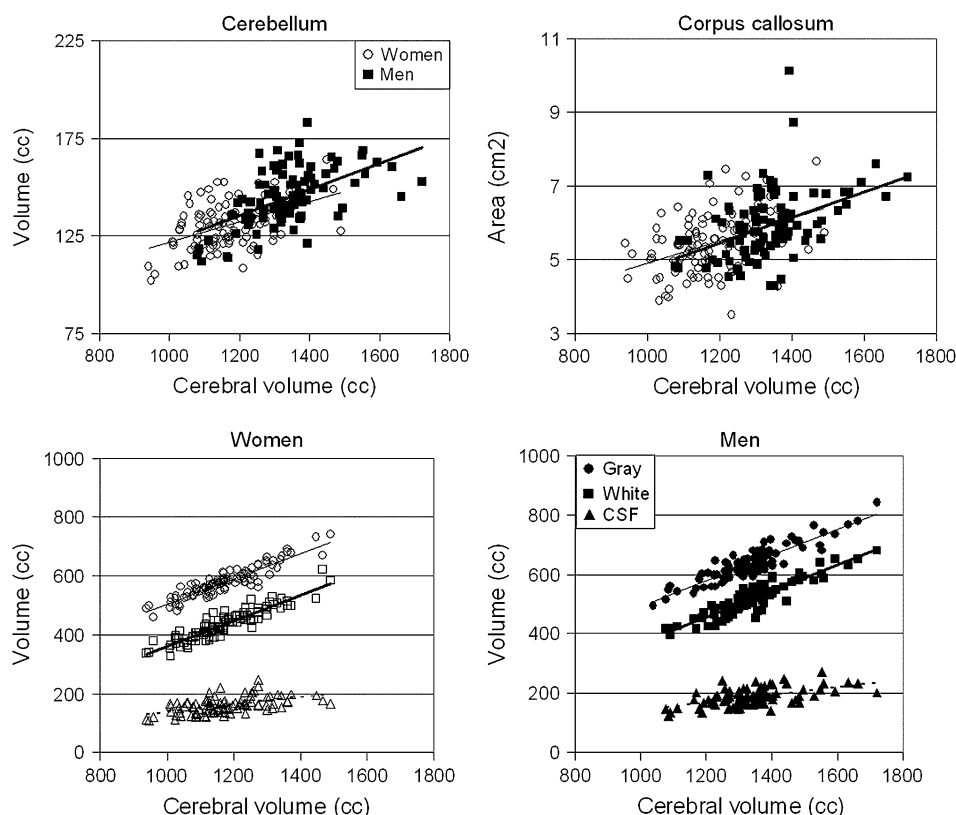 Cerebellum
225
175
125
75
Volume (cc)
Women
Men
800 1000 1200 1400 1600 1800
Cerebral volume (cc)
Corpus callosum
11
9
7
5
3
Area (cm2)
800 1000 1200 1400 1600 1800
Cerebral volume (cc)
Women
1000
800
600
400
200
0
Volume (cc)
800 1000 1200 1400 1600 1800
Cerebral volume (cc)
Men
1000
800
600
400
200
0
Volume (cc)
Gray
White
CSF
800 1000 1200 1400 1600 1800
Cerebral volume (cc)